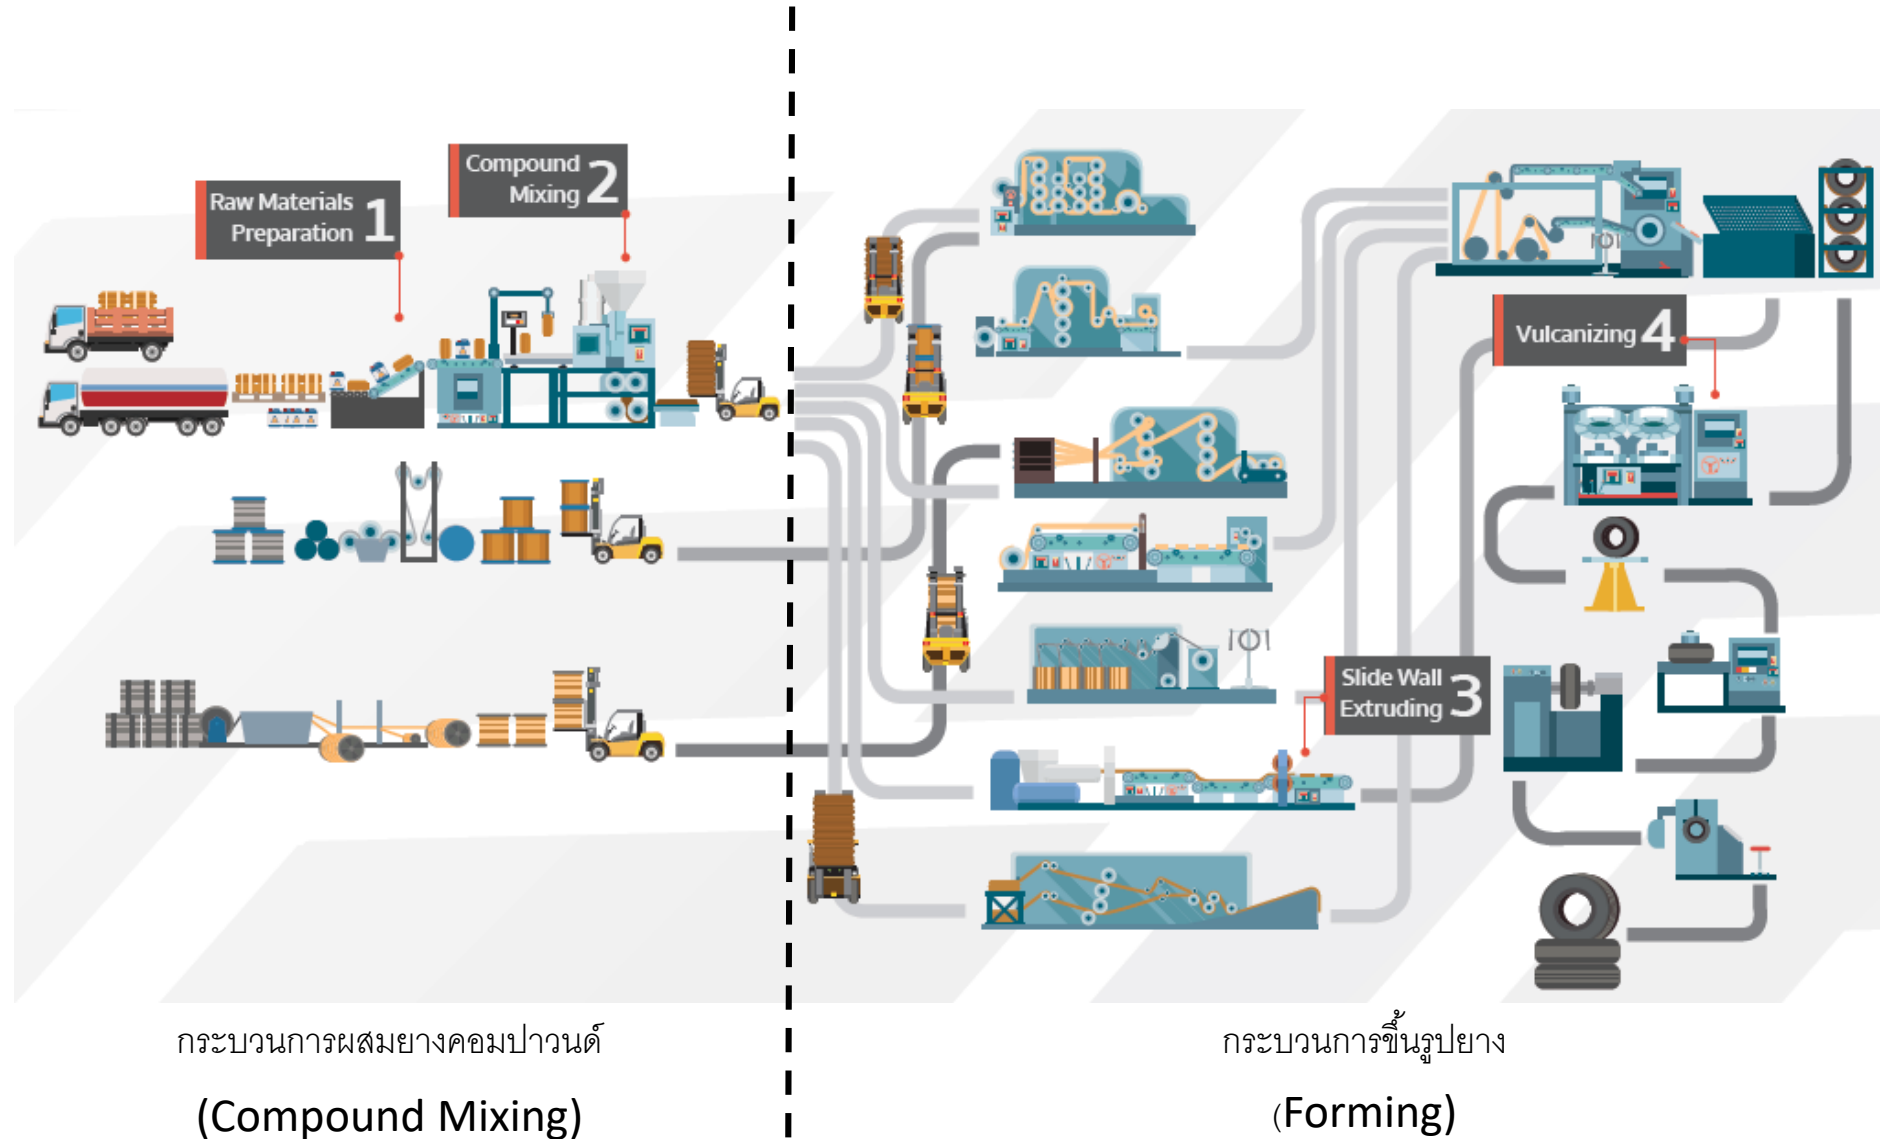 Raw Materials
Preparation 1
Compound
Mixing 2
Vulcanizing 4
Slide Wall
Extruding 3
กระบวนการผสมยางคอมปาวนด์
(Compound Mixing)
กระบวนการขึ้นรูปยาง
(Forming)